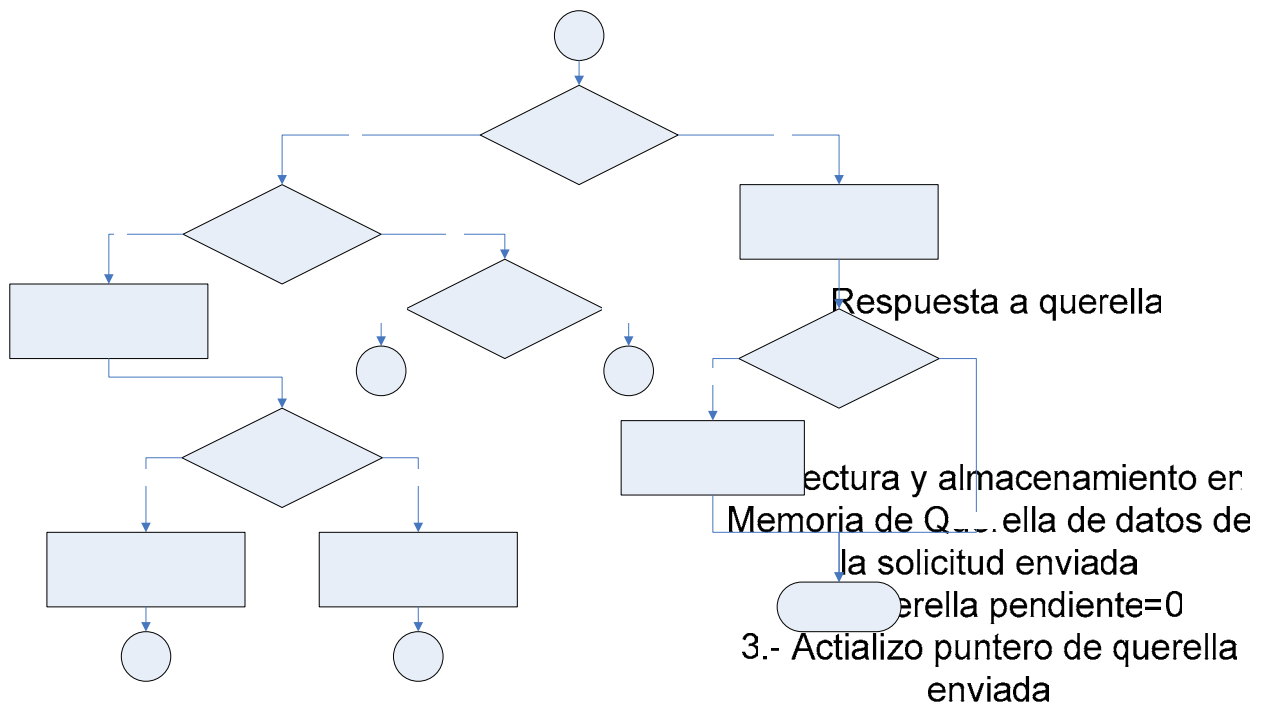 Respuesta a querella
ectura y almacenamiento en
Memoria de Querella de datos de
la solicitud enviada
erella pendiente=0
3.- Actializo puntero de querella
enviada